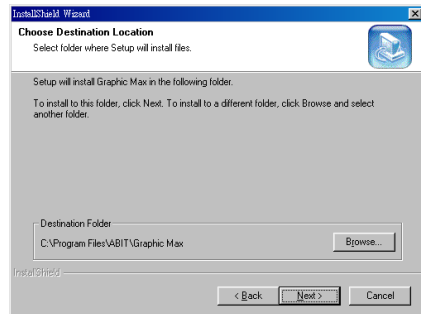 InstallShield Wizard
Choose Destination Location
Select folder where Setup will install files.
Setup will install Graphic Max in the following folder.
To install to this folder, click Next. To install to a different folder, click Browse and select
another folder.
Destination Folder
C:\Program Files\ABIT\Graphic Max
Browse...
InstallShield
< Back
Next >
Cancel